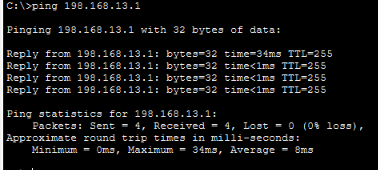 C:\>ping 198.168.13.1
Pinging 198.168.13.1 with 32 bytes of data:
Reply from 198.168.13.1: bytes=32 time=34ms TTL=255
Reply from 198.168.13.1: bytes=32 time<1ms TTL=255
Reply from 198.168.13.1: bytes=32 time<1ms TTL=255
Reply from 198.168.13.1: bytes=32 time<1ms TTL=255
Ping statistics for 198.168.13.1:
    Packets: Sent = 4, Received = 4, Lost = 0 (0% loss),
Approximate round trip times in milli-seconds:
    Minimum = 0ms, Maximum = 34ms, Average = 8ms